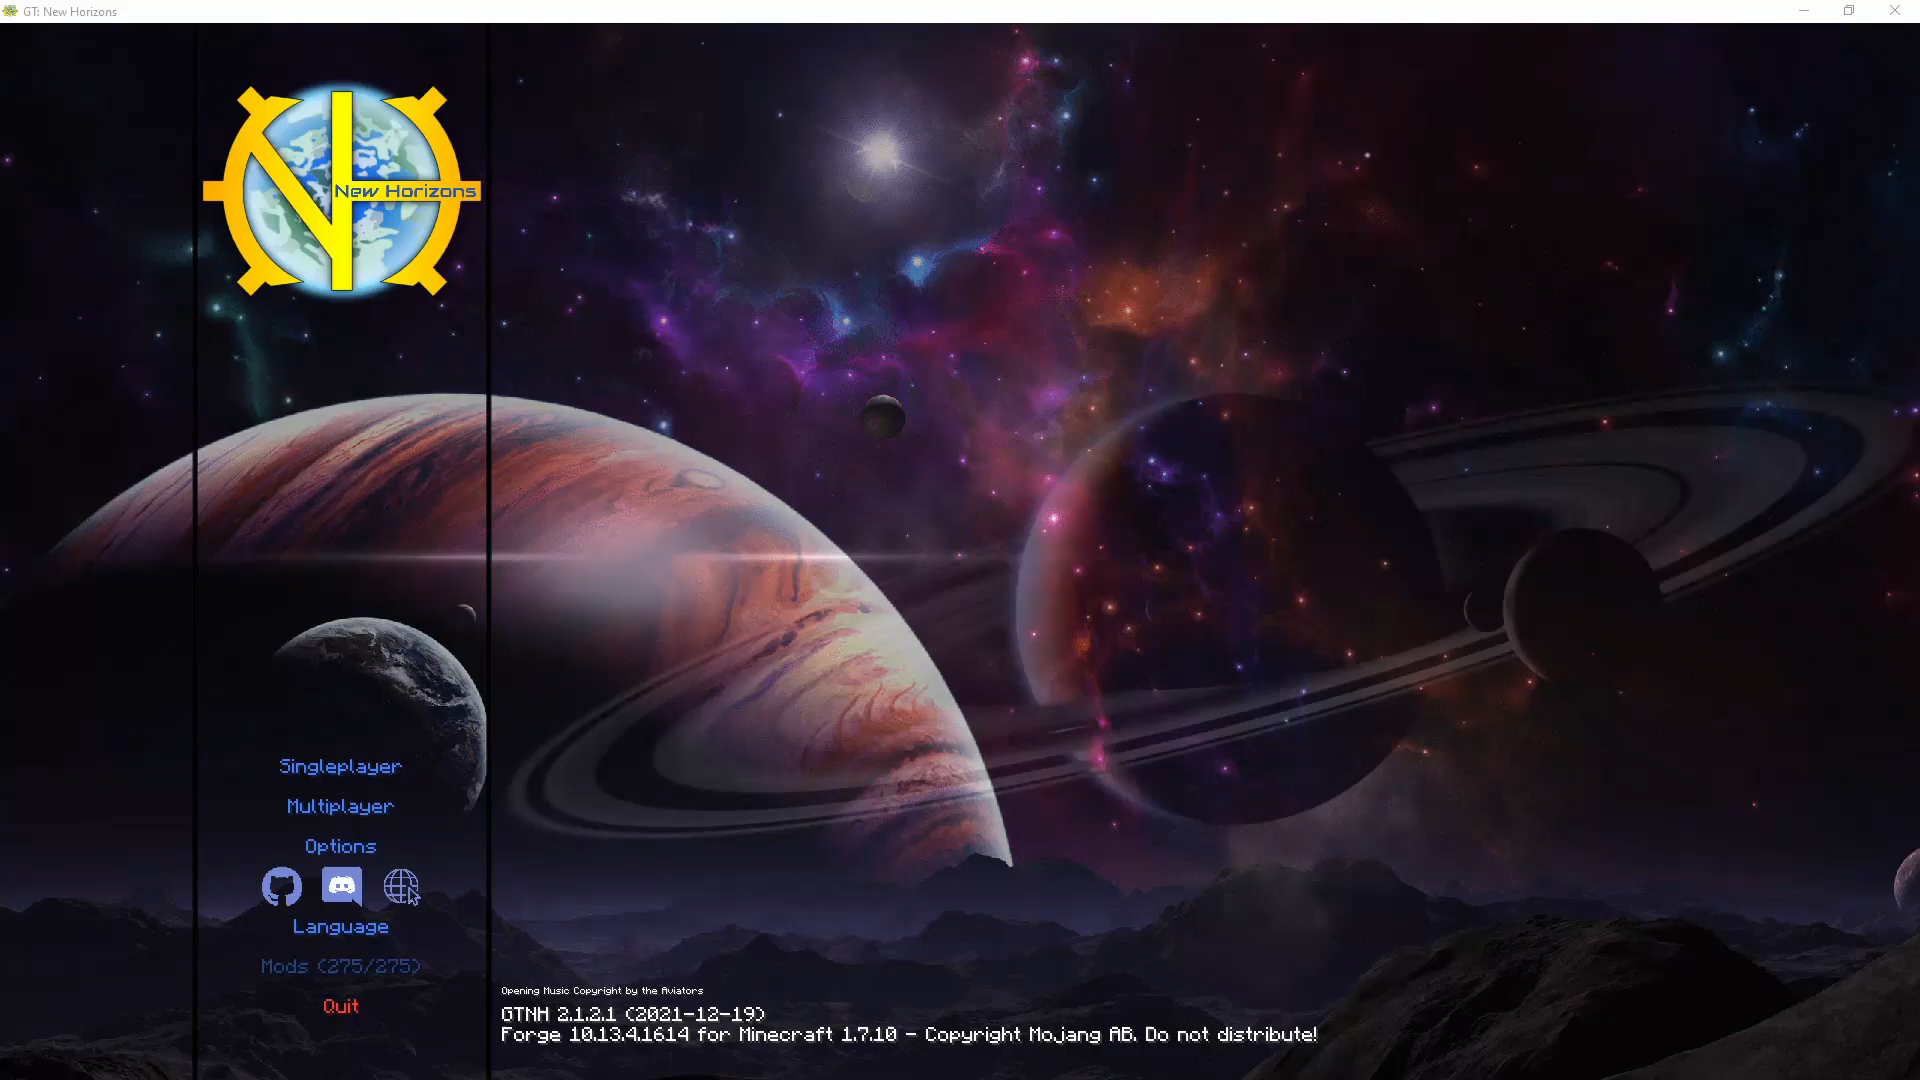 GT: New Horizons
New Horizons
Singleplayer
Multiplayer
Options
Language
Mods (275/275)
Quit
Opening Music Copyright by the Aviators
GTNH 2.1.2.1 (2021-12-19)
Forge 10.13.4.1614 for Minecraft 1.7.10 - Copyright Mojang AB. Do not distribute!